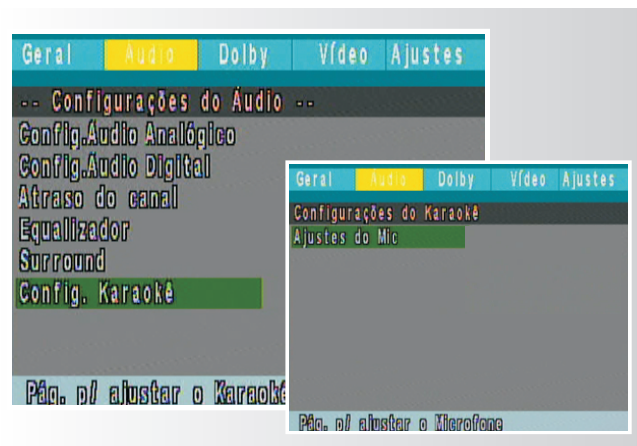 Geral Áudio Dolby Vídeo Ajustes
-- Configurações do Áudio --
Config.Áudio Analógico
Config.Áudio Digital
Atraso do canal
Equalizador
Surround
Config. Karaokê
Pág. p/ ajustar o Karaokê
Geral Áudio Dolby Vídeo Ajustes
Configurações do Karaokê
Ajustes do Mic
Pág. p/ ajustar o Microfone